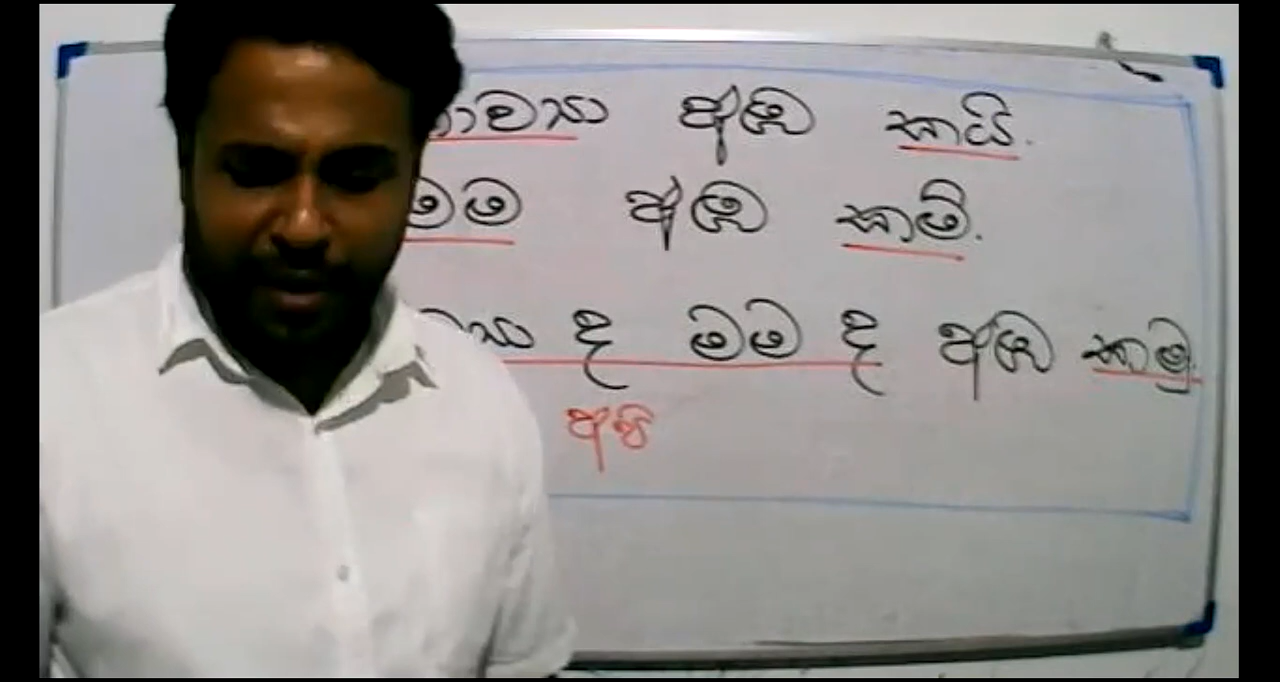 අඹ කයි.
මම අඹ කමි.
ද මම ද අඹ කමු.
අපි